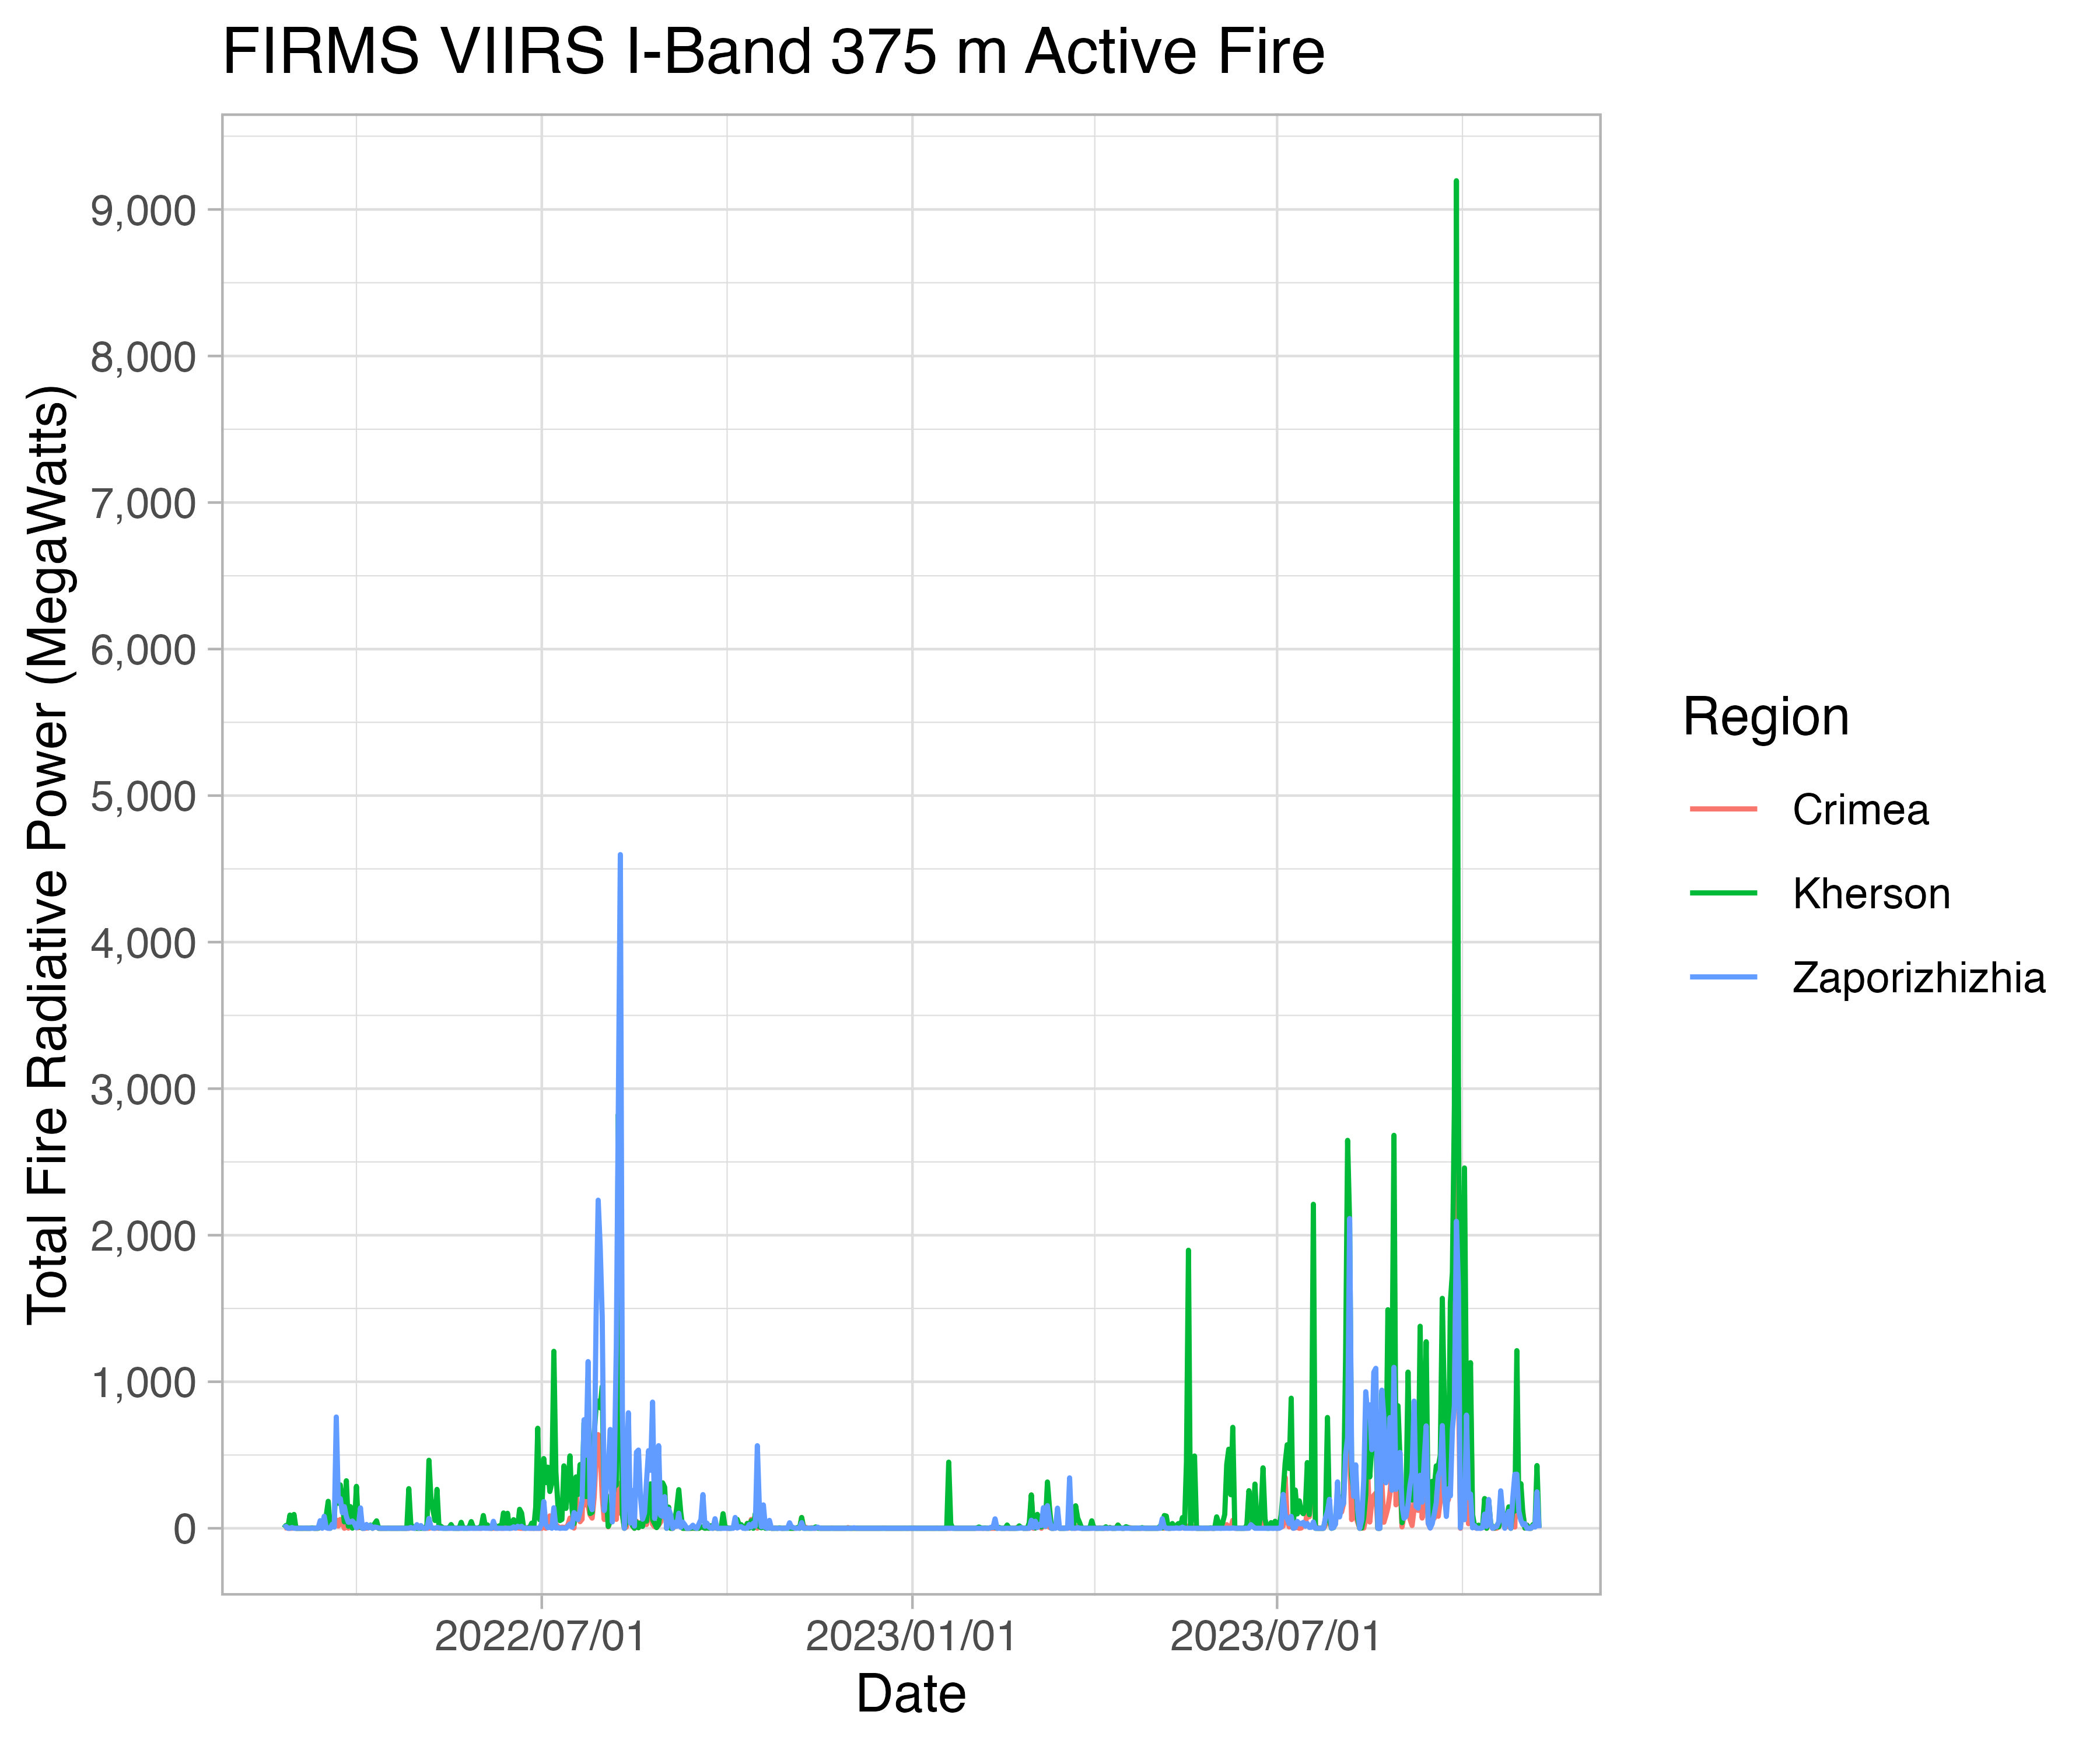 FIRMS VIIRS I-Band 375 m Active Fire
Total Fire Radiative Power (MegaWatts)
9,000
8,000
7,000
6,000
5,000
4,000
3,000
2,000
1,000
0
2022/07/01 2023/01/01 2023/07/01
Date
Region
Crimea
Kherson
Zaporizhizhia